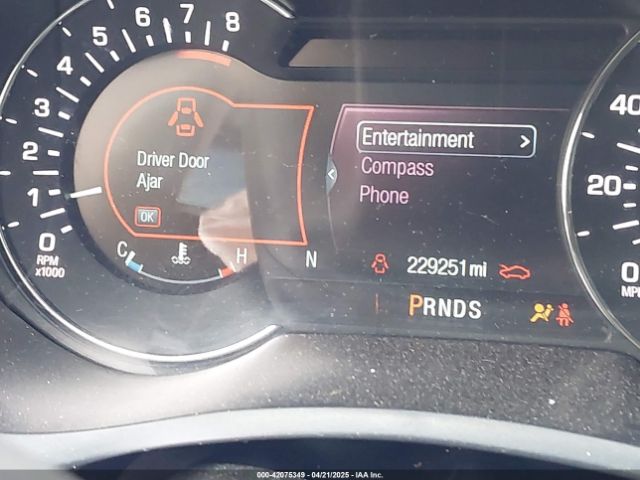 0
1
2
3
4
5
6
7
8
RPM
x1000
Driver Door
Ajar
OK
C
H
N
Entertainment >
Compass
Phone
<
229251 mi
PRNDS
40
20
0
MP
000-42075349 - 04/21/2025 - IAA Inc.